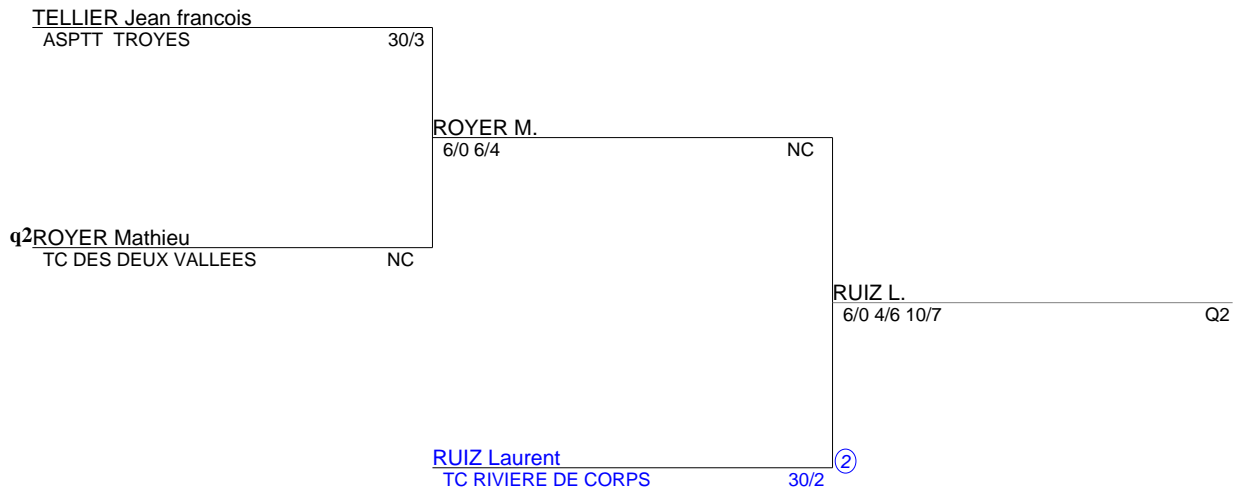 TELLIER Jean francois
ASPTT TROYES 30/3
ROYER M.
6/0 6/4 NC
q2ROYER Mathieu
TC DES DEUX VALLEES NC
RUIZ L.
6/0 4/6 10/7 Q2
RUIZ Laurent 2
TC RIVIERE DE CORPS 30/2